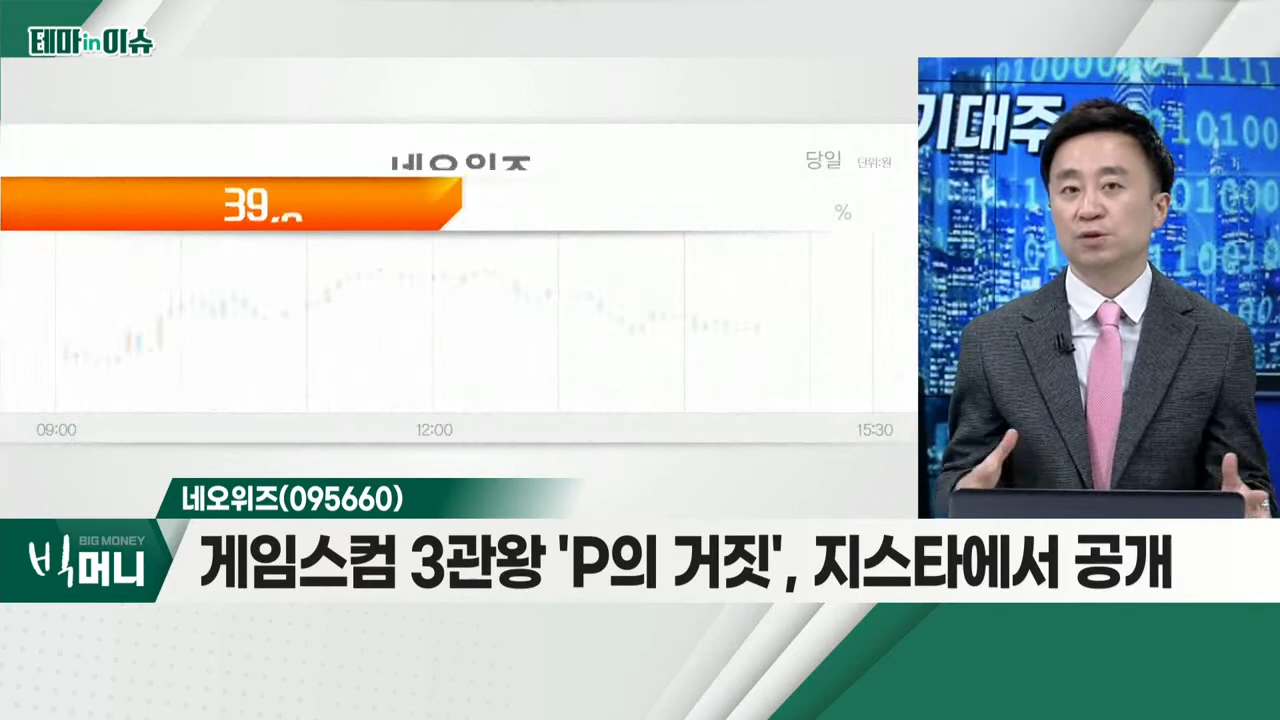 테마in이슈
당일 단위:원
39
%
09:00 12:00 15:30
기대주
네오위즈(095660)
BIG MONEY
빅머니
게임스컴 3관왕 'P의 거짓', 지스타에서 공개